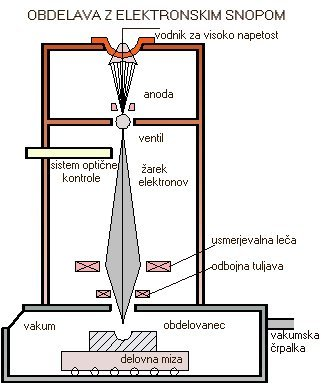 OBDELAVA Z ELEKTRONSKIM SNOPOM
vodnik za visoko napetost
anoda
ventil
sistem optične
kontrole
žarek
elektronov
usmerjevalna leča
odbojna tuljava
vakum
obdelovanec
vakumska
črpalka
delovna miza